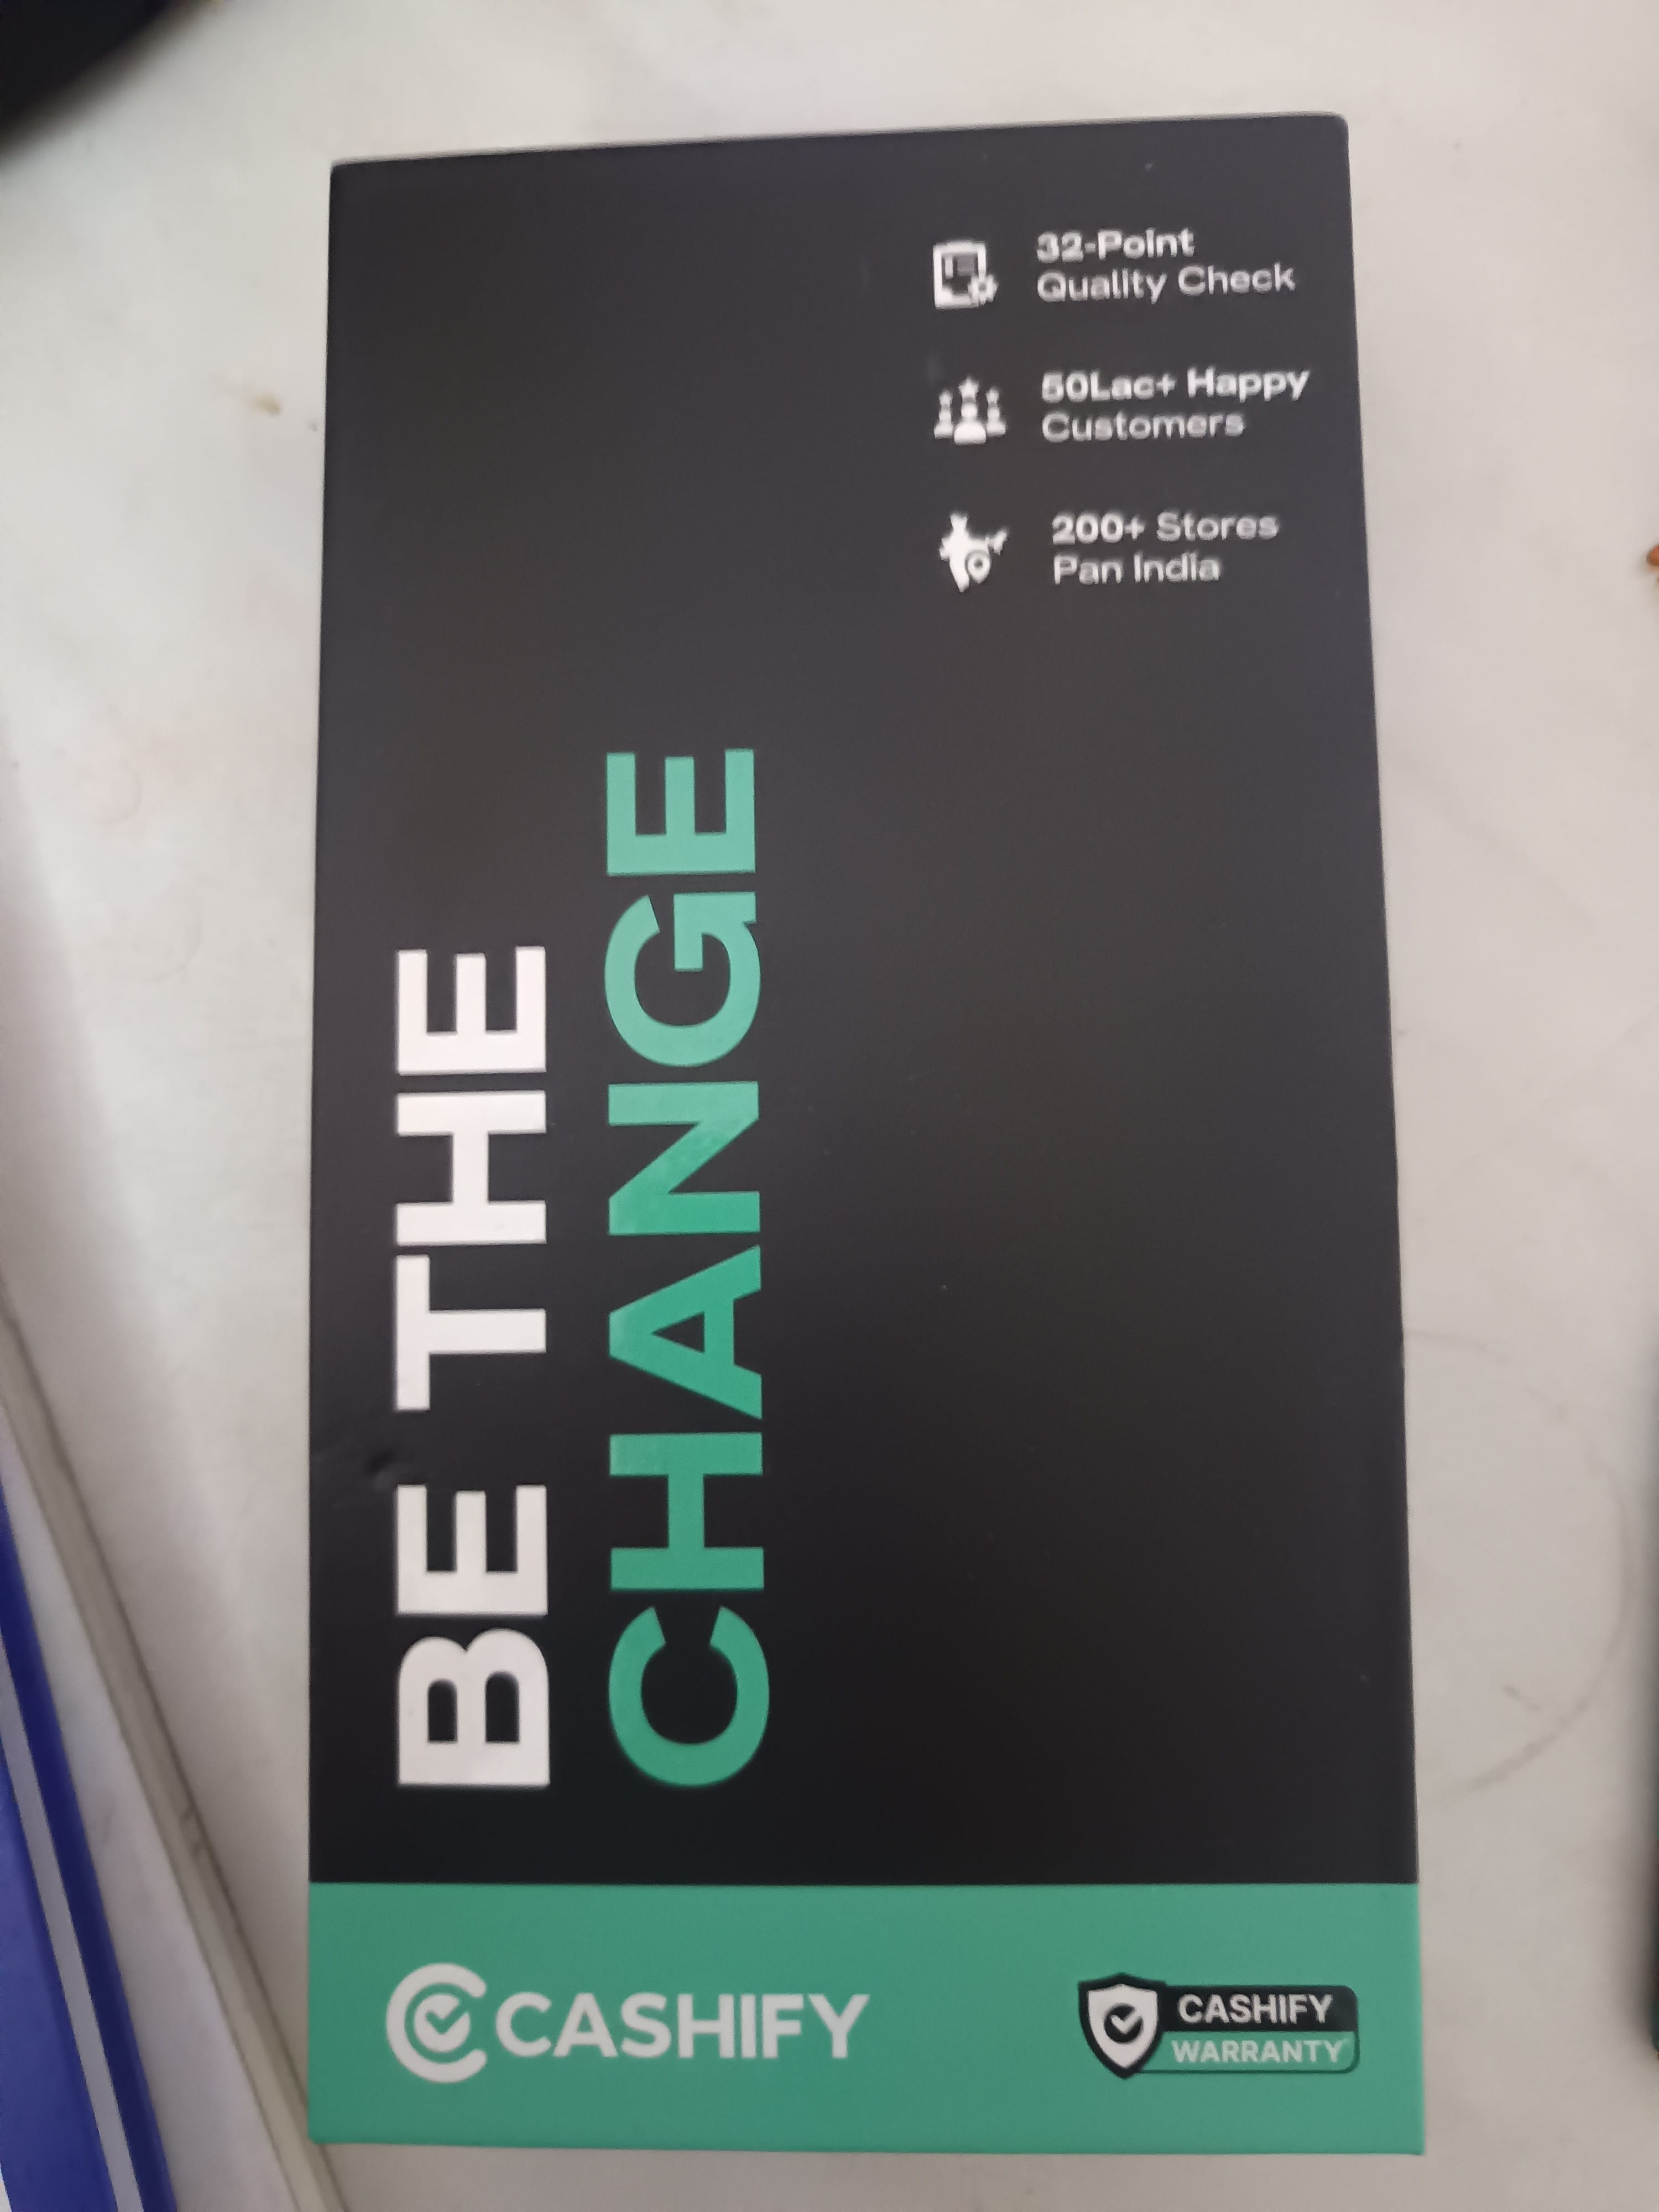 32-Point
Quality Check
50Lac+ Happy
Customers
200+ Stores
Pan India
BE THE
CHANGE
CASHIFY
CASHIFY
WARRANTY